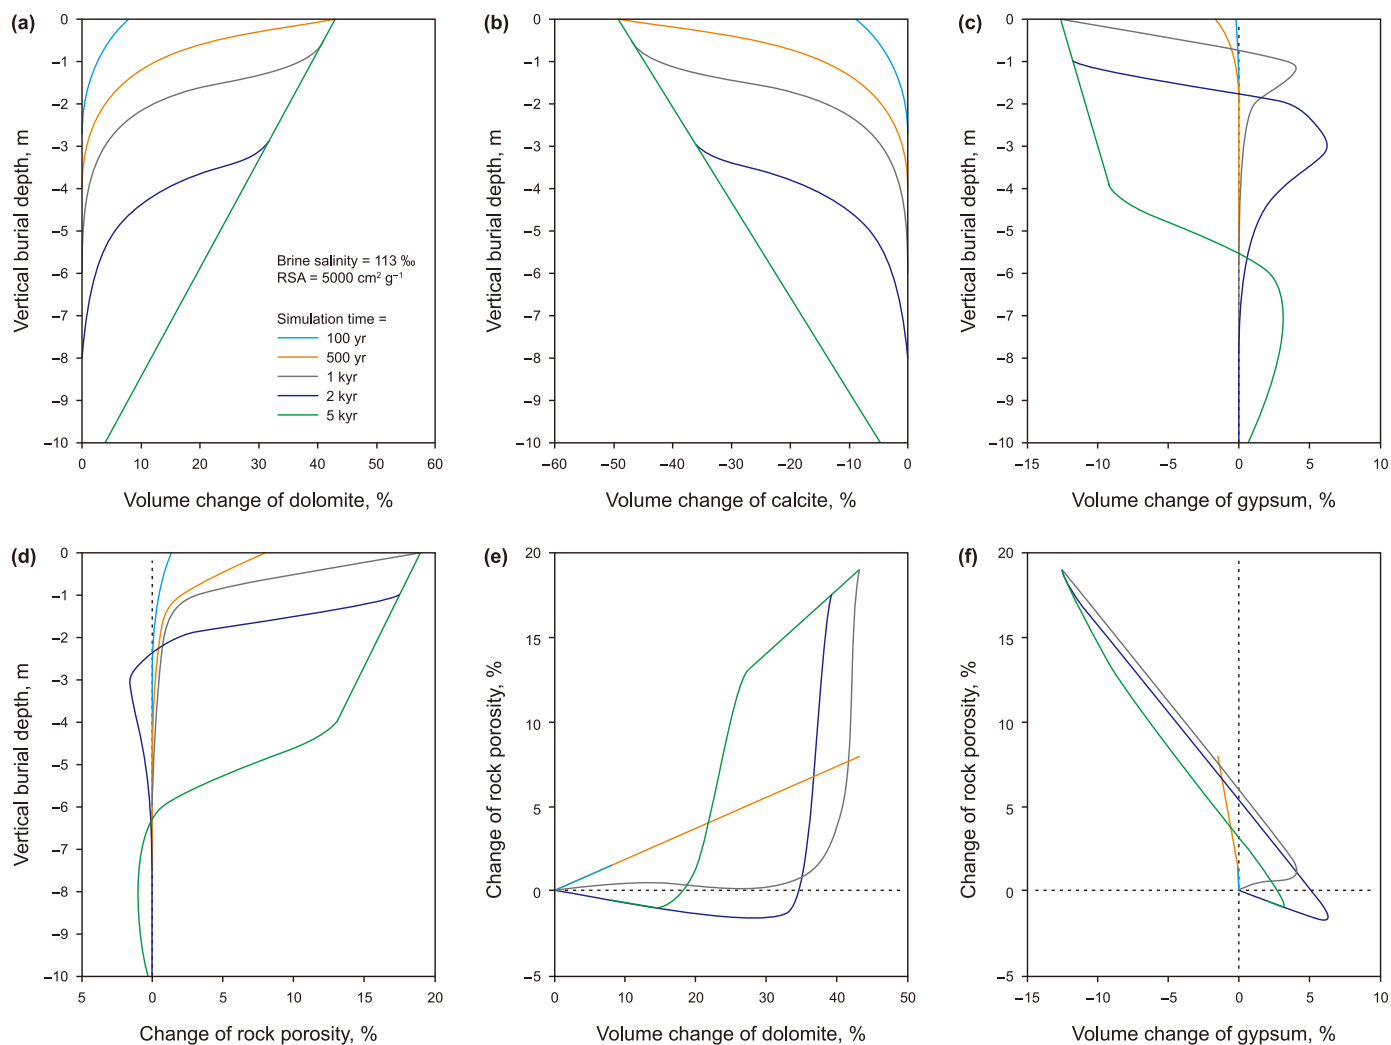 (a)
0
–1
–2
–3
–4
–5
–6
–7
–8
–9
–10
Vertical burial depth, m
Brine salinity = 113 ‰
RSA = 5000 cm² g⁻¹
Simulation time =
100 yr
500 yr
1 kyr
2 kyr
5 kyr
0 10 20 30 40 50 60
Volume change of dolomite, %
(b)
0
–1
–2
–3
–4
–5
–6
–7
–8
–9
–10
Vertical burial depth, m
–60 –50 –40 –30 –20 –10 0
Volume change of calcite, %
(c)
0
–1
–2
–3
–4
–5
–6
–7
–8
–9
–10
Vertical burial depth, m
–15 –10 –5 0 5 10
Volume change of gypsum, %
(d)
0
–1
–2
–3
–4
–5
–6
–7
–8
–9
–10
Vertical burial depth, m
5 0 5 10 15 20
Change of rock porosity, %
(e)
20
15
10
5
0
–5
Change of rock porosity, %
0 10 20 30 40 50
Volume change of dolomite, %
(f)
20
15
10
5
0
–5
Change of rock porosity, %
–15 –10 –5 0 5 10
Volume change of gypsum, %